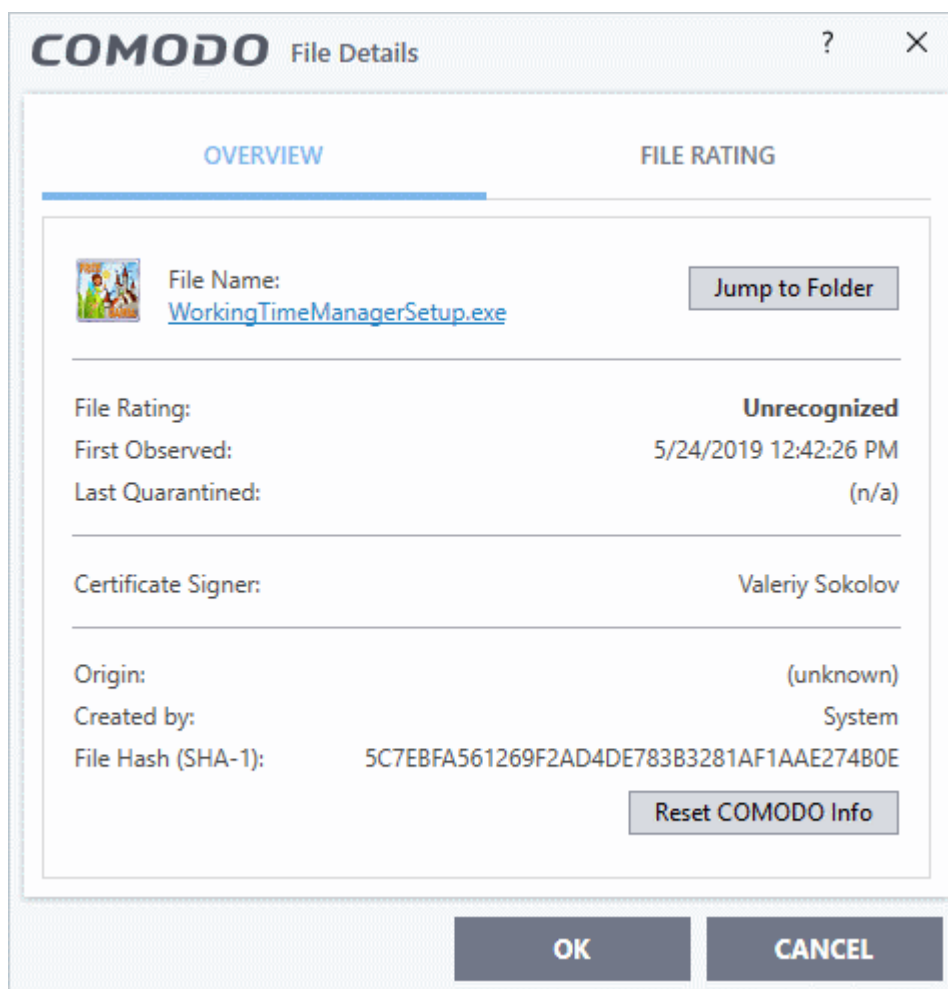 COMODO File Details ?
OVERVIEW FILE RATING
File Name:
WorkingTimeManagerSetup.exe
Jump to Folder
File Rating: Unrecognized
First Observed: 5/24/2019 12:42:26 PM
Last Quarantined: (n/a)
Certificate Signer: Valeriy Sokolov
Origin: (unknown)
Created by: System
File Hash (SHA-1): 5C7EBFA561269F2AD4DE783B3281AF1AAE274B0E
Reset COMODO Info
OK CANCEL